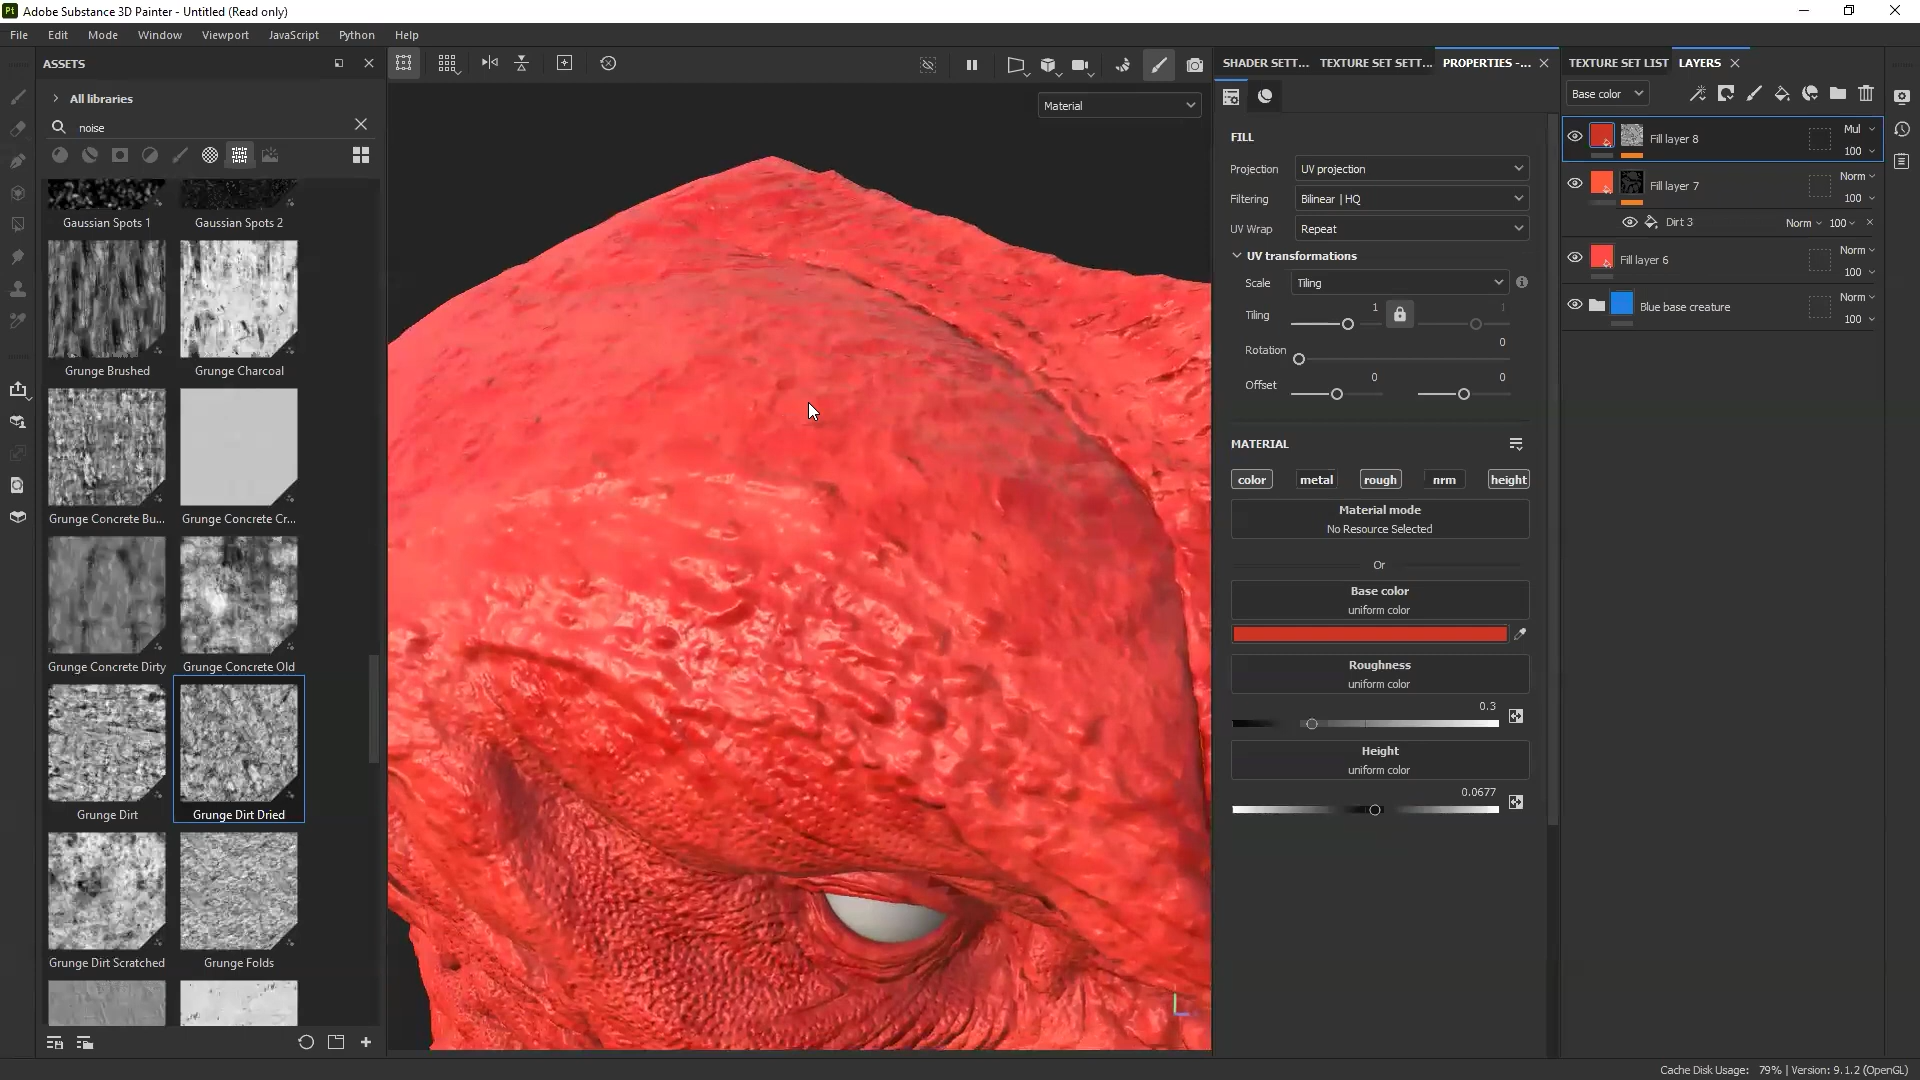 Pt Adobe Substance 3D Painter - Untitled (Read only)
File Edit Mode Window Viewport JavaScript Python Help
ASSETS
All libraries
noise
Gaussian Spots 1 Gaussian Spots 2
Grunge Brushed Grunge Charcoal
Grunge Concrete Bu... Grunge Concrete Cr...
Grunge Concrete Dirty Grunge Concrete Old
Grunge Dirt Grunge Dirt Dried
Grunge Dirt Scratched Grunge Folds
Material
SHADER SETT... TEXTURE SET SETT... PROPERTIES -...
FILL
Projection UV projection
Filtering Bilinear | HQ
UV Wrap Repeat
UV transformations
Scale Tiling
Tiling 1 1
Rotation 0
Offset 0 0
MATERIAL
color metal rough nrm height
Material mode
No Resource Selected
Or
Base color
uniform color
Roughness
uniform color
0.3
Height
uniform color
0.0677
TEXTURE SET LIST LAYERS
Base color
Fill layer 8 Mul 100
Fill layer 7 Norm 100
Dirt 3 Norm 100
Fill layer 6 Norm 100
Blue base creature Norm 100
Cache Disk Usage: 79% | Version: 9.1.2 (OpenGL)